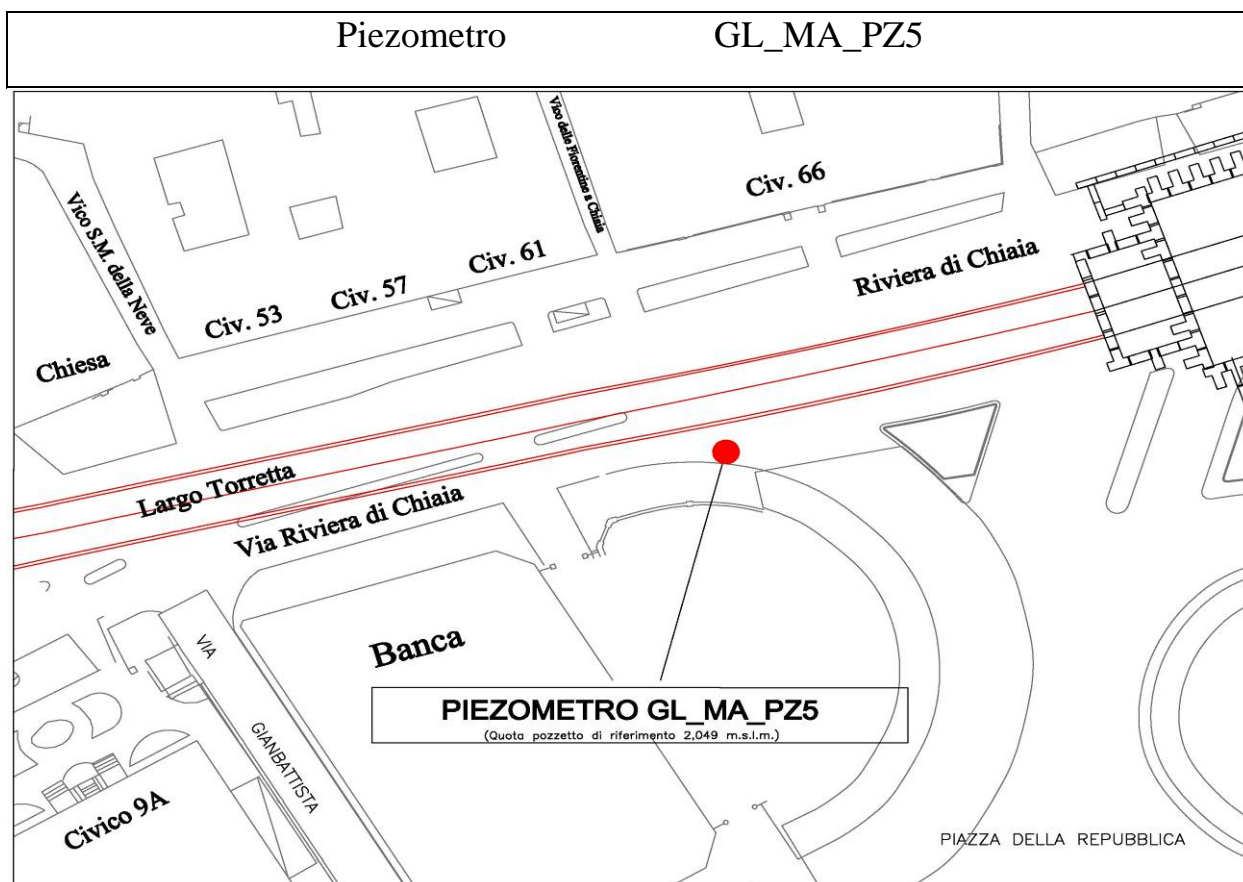 Piezometro GL_MA_PZ5
Vico delle Fiorentine a Chiaia
Civ. 66
Vico S.M. della Neve
Civ. 61
Riviera di Chiaia
Civ. 57
Civ. 53
Chiesa
Largo Torretta
Via Riviera di Chiaia
Banca
VIA
GIANBATTISTA
PIEZOMETRO GL_MA_PZ5
(Quota pozzetto di riferimento 2,049 m.s.l.m.)
Civico 9A
PIAZZA DELLA REPUBBLICA